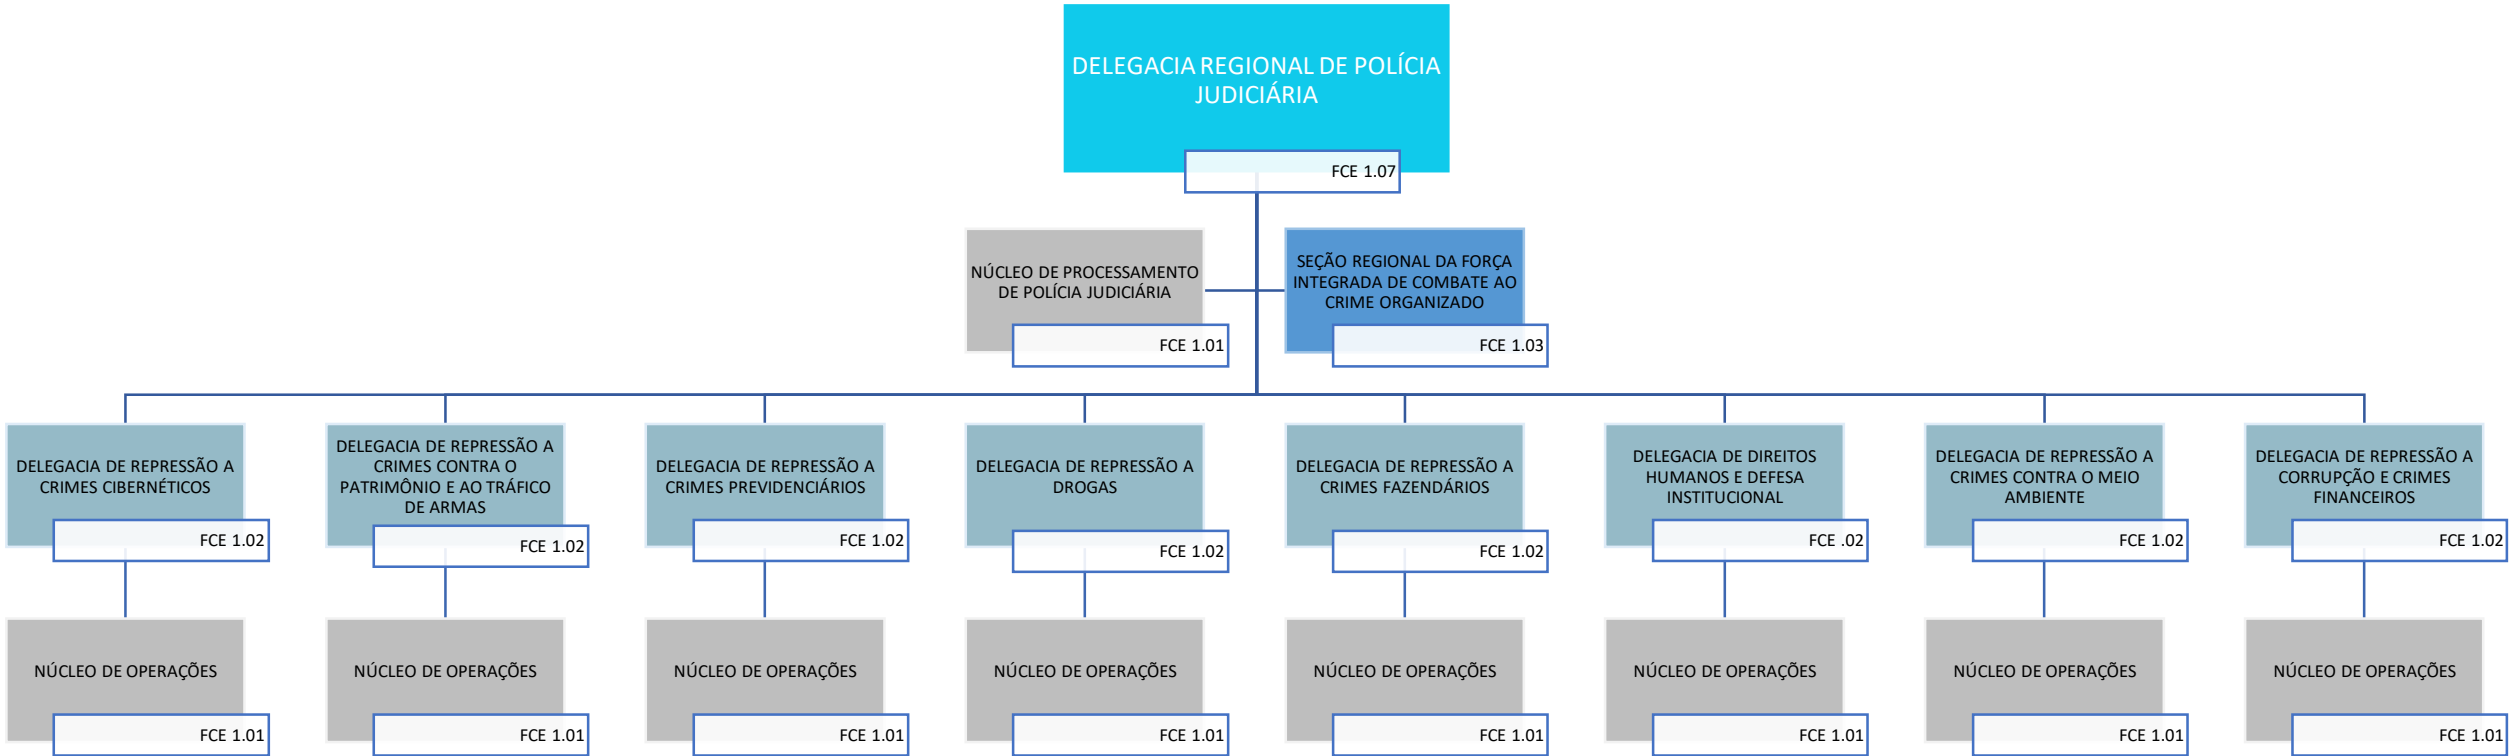 DELEGACIA REGIONAL DE POLÍCIA
JUDICIÁRIA
FCE 1.07
NÚCLEO DE PROCESSAMENTO
DE POLÍCIA JUDICIÁRIA
FCE 1.01
SEÇÃO REGIONAL DA FORÇA
INTEGRADA DE COMBATE AO
CRIME ORGANIZADO
FCE 1.03
DELEGACIA DE REPRESSÃO A
CRIMES CIBERNÉTICOS
FCE 1.02
DELEGACIA DE REPRESSÃO A
CRIMES CONTRA O
PATRIMÔNIO E AO TRÁFICO
DE ARMAS
FCE 1.02
DELEGACIA DE REPRESSÃO A
CRIMES PREVIDENCIÁRIOS
FCE 1.02
DELEGACIA DE REPRESSÃO A
DROGAS
FCE 1.02
DELEGACIA DE REPRESSÃO A
CRIMES FAZENDÁRIOS
FCE 1.02
DELEGACIA DE DIREITOS
HUMANOS E DEFESA
INSTITUCIONAL
FCE .02
DELEGACIA DE REPRESSÃO A
CRIMES CONTRA O MEIO
AMBIENTE
FCE 1.02
DELEGACIA DE REPRESSÃO A
CORRUPÇÃO E CRIMES
FINANCEIROS
FCE 1.02
NÚCLEO DE OPERAÇÕES
FCE 1.01
NÚCLEO DE OPERAÇÕES
FCE 1.01
NÚCLEO DE OPERAÇÕES
FCE 1.01
NÚCLEO DE OPERAÇÕES
FCE 1.01
NÚCLEO DE OPERAÇÕES
FCE 1.01
NÚCLEO DE OPERAÇÕES
FCE 1.01
NÚCLEO DE OPERAÇÕES
FCE 1.01
NÚCLEO DE OPERAÇÕES
FCE 1.01